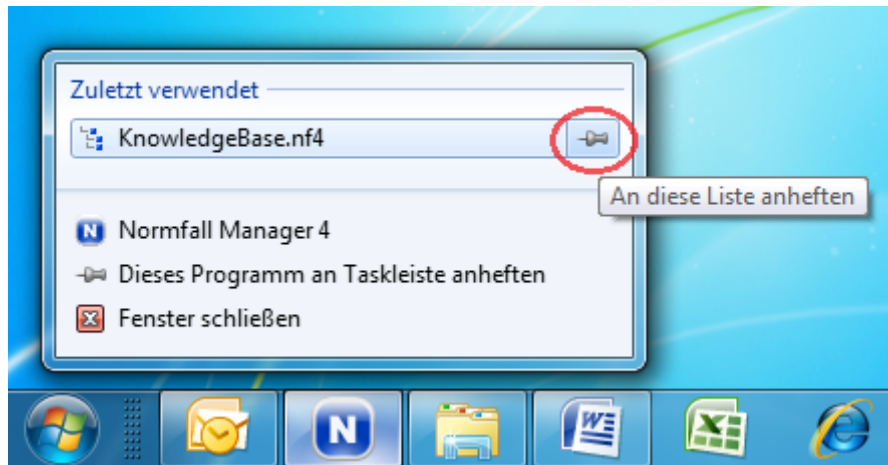 Zuletzt verwendet
KnowledgeBase.nf4
An diese Liste anheften
N Normfall Manager 4
Dieses Programm an Taskleiste anheften
Fenster schließen
N
W
X